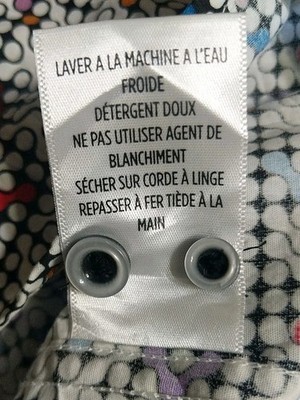 LAVER A LA MACHINE A L'EAU
FROIDE
DÉTERGENT DOUX
NE PAS UTILISER AGENT DE
BLANCHIMENT
SÉCHER SUR CORDE À LINGE
REPASSER À FER TIÈDE À LA
MAIN